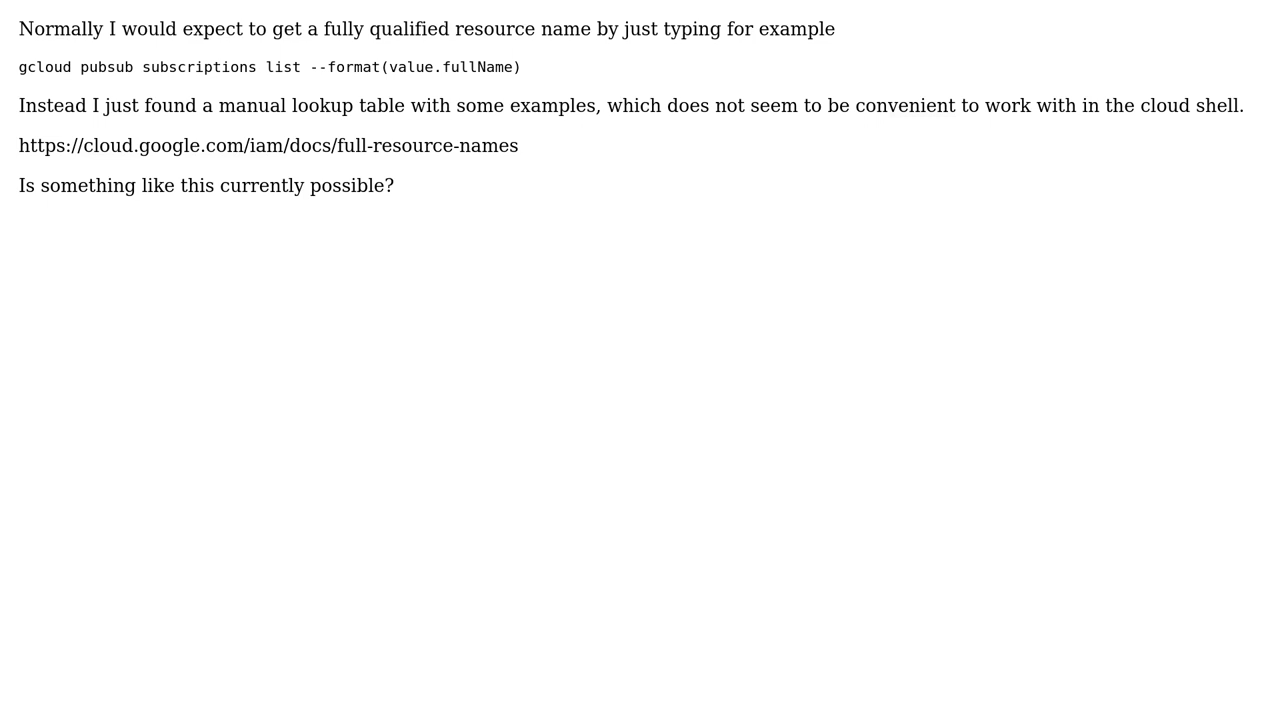 Normally I would expect to get a fully qualified resource name by just typing for example
gcloud pubsub subscriptions list --format(value.fullName)
Instead I just found a manual lookup table with some examples, which does not seem to be convenient to work with in the cloud shell.
https://cloud.google.com/iam/docs/full-resource-names
Is something like this currently possible?